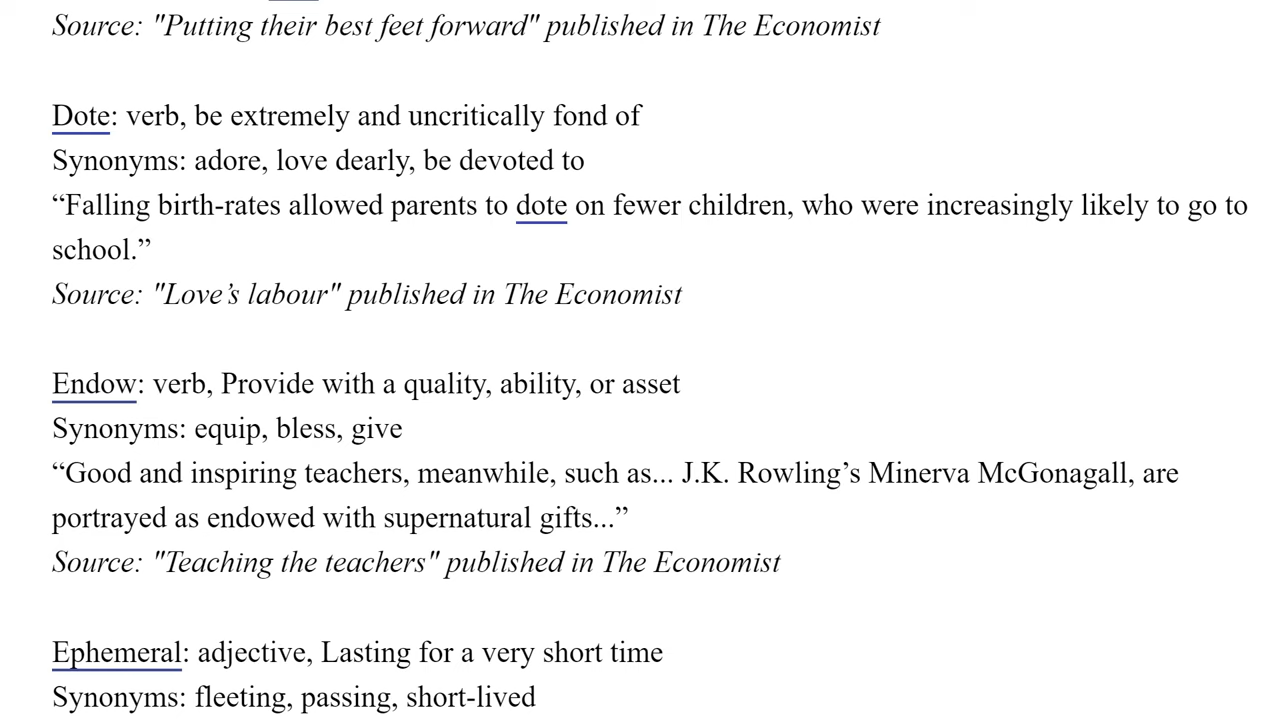 Source: "Putting their best feet forward" published in The Economist
Dote: verb, be extremely and uncritically fond of
Synonyms: adore, love dearly, be devoted to
“Falling birth-rates allowed parents to dote on fewer children, who were increasingly likely to go to
school.”
Source: "Love’s labour" published in The Economist
Endow: verb, Provide with a quality, ability, or asset
Synonyms: equip, bless, give
“Good and inspiring teachers, meanwhile, such as... J.K. Rowling’s Minerva McGonagall, are
portrayed as endowed with supernatural gifts...”
Source: "Teaching the teachers" published in The Economist
Ephemeral: adjective, Lasting for a very short time
Synonyms: fleeting, passing, short-lived